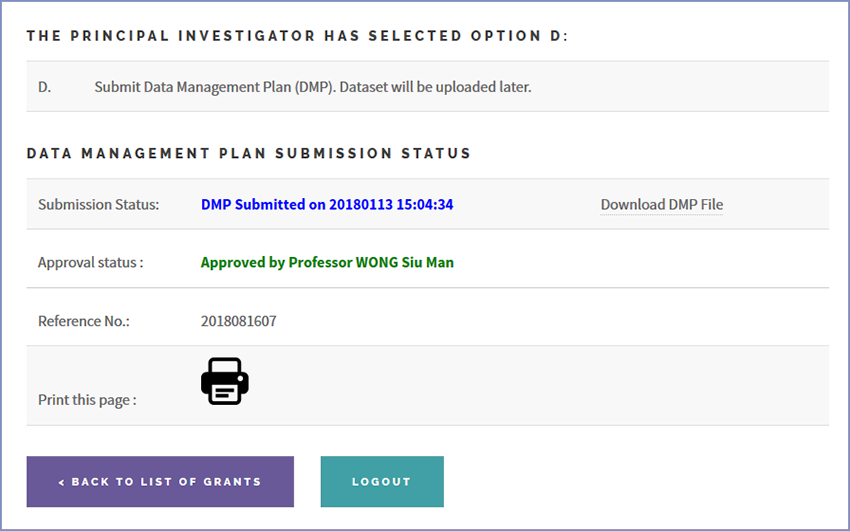 THE PRINCIPAL INVESTIGATOR HAS SELECTED OPTION D:
D. Submit Data Management Plan (DMP). Dataset will be uploaded later.
DATA MANAGEMENT PLAN SUBMISSION STATUS
Submission Status: DMP Submitted on 20180113 15:04:34 Download DMP File
Approval status : Approved by Professor WONG Siu Man
Reference No.: 2018081607
Print this page :
< BACK TO LIST OF GRANTS LOGOUT